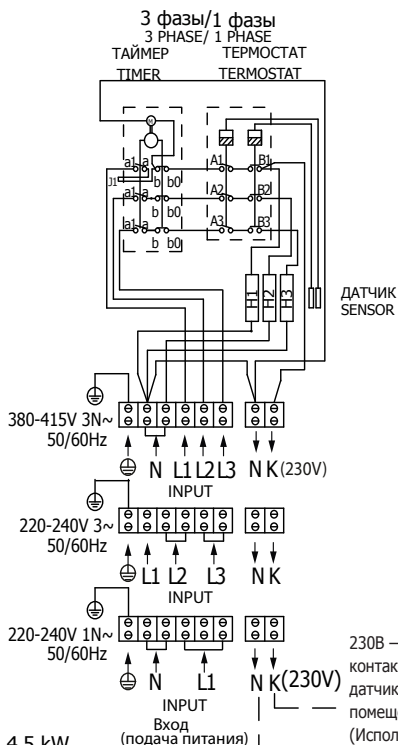 3 фазы/1 фазы
3 PHASE/ 1 PHASE
ТАЙМЕР ТЕРМОСТАТ
TIMER TERMOSTAT
M
a1 a A1 B1
J1 b b0
a1 a A2 B2
b b0
a1 a A3 B3
b b0
H1 H2 H3
ДАТЧИК
SENSOR
380-415V 3N~
50/60Hz
N L1 L2 L3 N K (230V)
INPUT
220-240V 3~
50/60Hz
L1 L2 L3 N K
INPUT
220-240V 1N~
50/60Hz
N L1 N K(230V)
INPUT
Вход
(подача питания)
4.5 kW
230В –
контак
датчик
помещ
(Испол